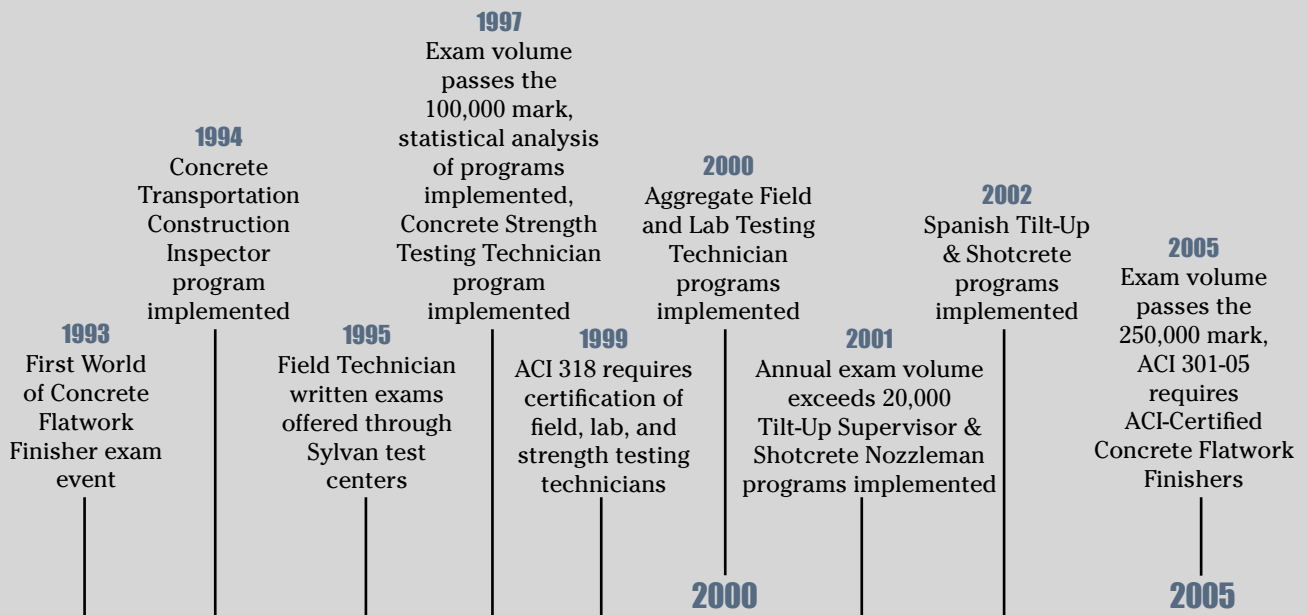 1993
First World
of Concrete
Flatwork
Finisher exam
event
1994
Concrete
Transportation
Construction
Inspector
program
implemented
1995
Field Technician
written exams
offered through
Sylvan test
centers
1997
Exam volume
passes the
100,000 mark,
statistical analysis
of programs
implemented,
Concrete Strength
Testing Technician
program
implemented
1999
ACI 318 requires
certification of
field, lab, and
strength testing
technicians
2000
Aggregate Field
and Lab Testing
Technician
programs
implemented
2001
Annual exam volume
exceeds 20,000
Tilt-Up Supervisor &
Shotcrete Nozzleman
programs implemented
2002
Spanish Tilt-Up
& Shotcrete
programs
implemented
2005
Exam volume
passes the
250,000 mark,
ACI 301-05
requires
ACI-Certified
Concrete Flatwork
Finishers
2000
2005